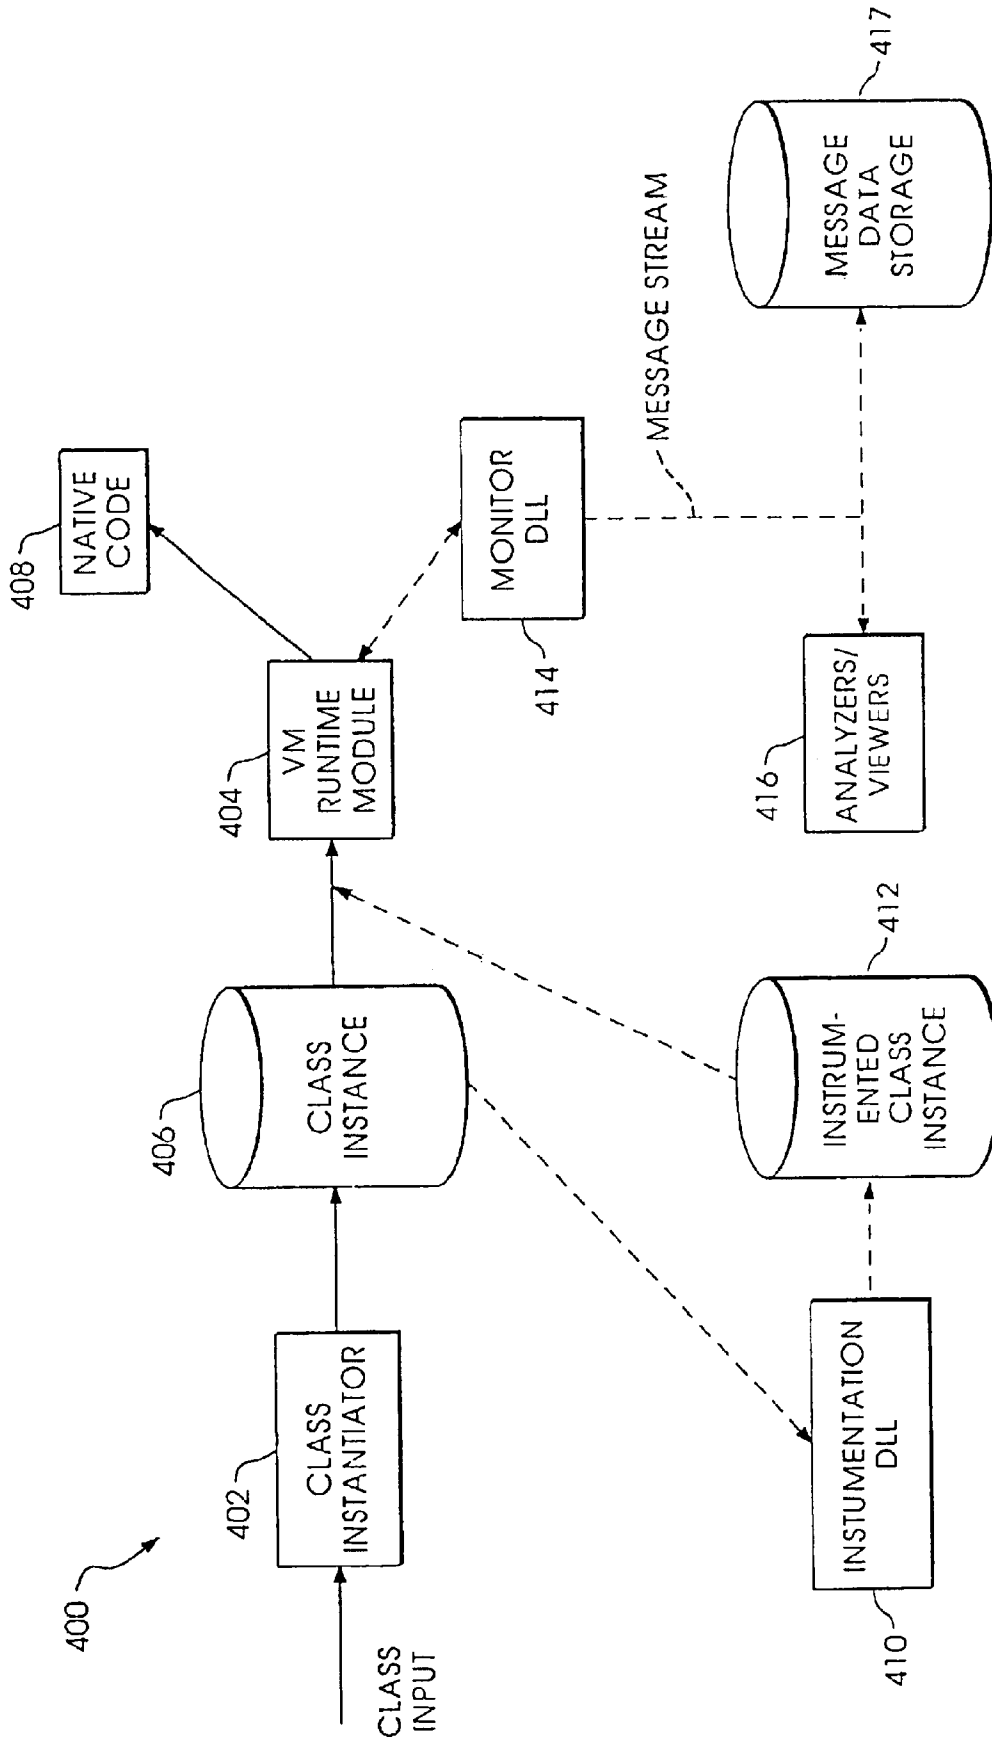 400
CLASS
INPUT
402
CLASS
INSTANTIATOR
406
CLASS
INSTANCE
404
VM
RUNTIME
MODULE
408
NATIVE
CODE
414
MONITOR
DLL
MESSAGE STREAM
410
INSTUMENTATION
DLL
412
INSTRUM-
ENTED
CLASS
INSTANCE
416
ANALYZERS/
VIEWERS
417
MESSAGE
DATA
STORAGE